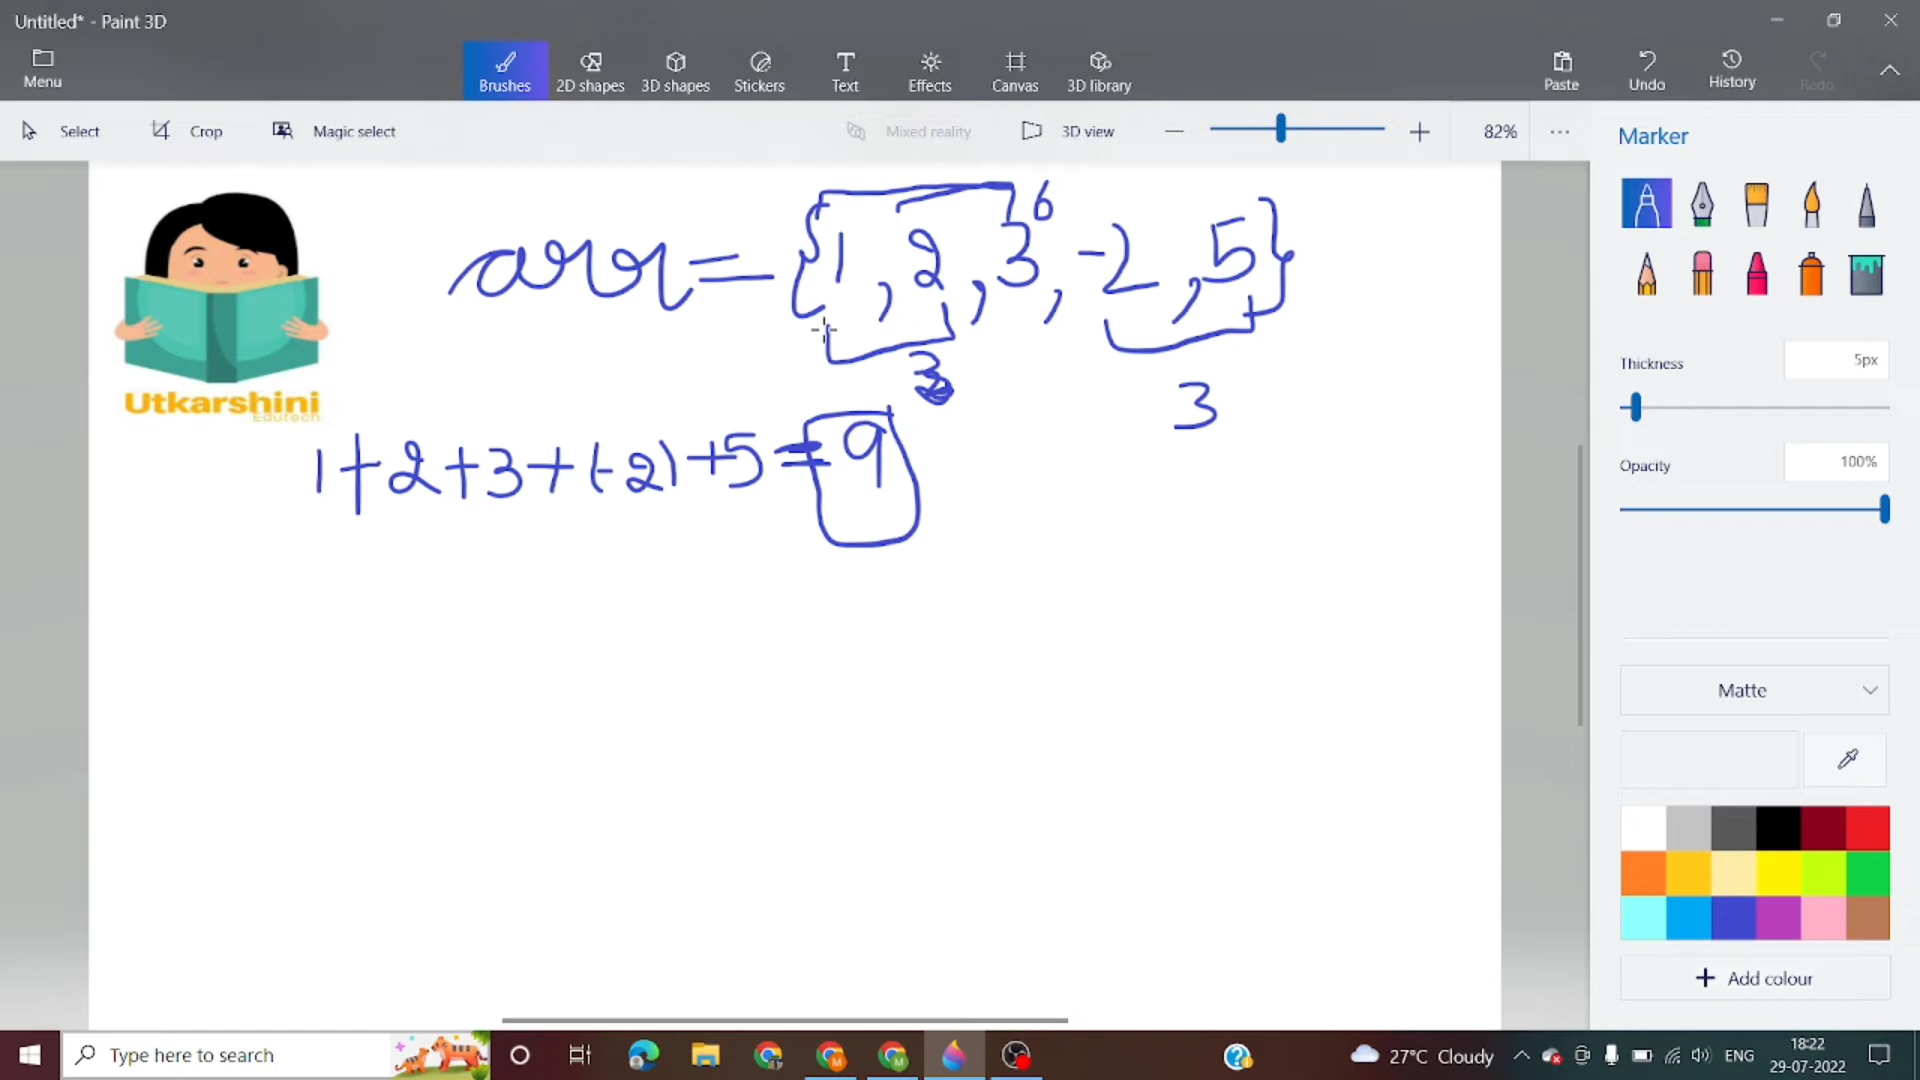 Untitled* - Paint 3D
Menu
Brushes
2D shapes
3D shapes
Stickers
Text
Effects
Canvas
3D library
Paste
Undo
History
Redo
Select
Crop
Magic select
Mixed reality
3D view
82%
Marker
Thickness
5px
Opacity
100%
Matte
Add colour
6
arr = {1, 2, 3, -2, 5}
3
3
Utkarshini
Edutech
1+2+3+(-2)+5=9
Type here to search
27°C Cloudy
ENG
18:22
29-07-2022